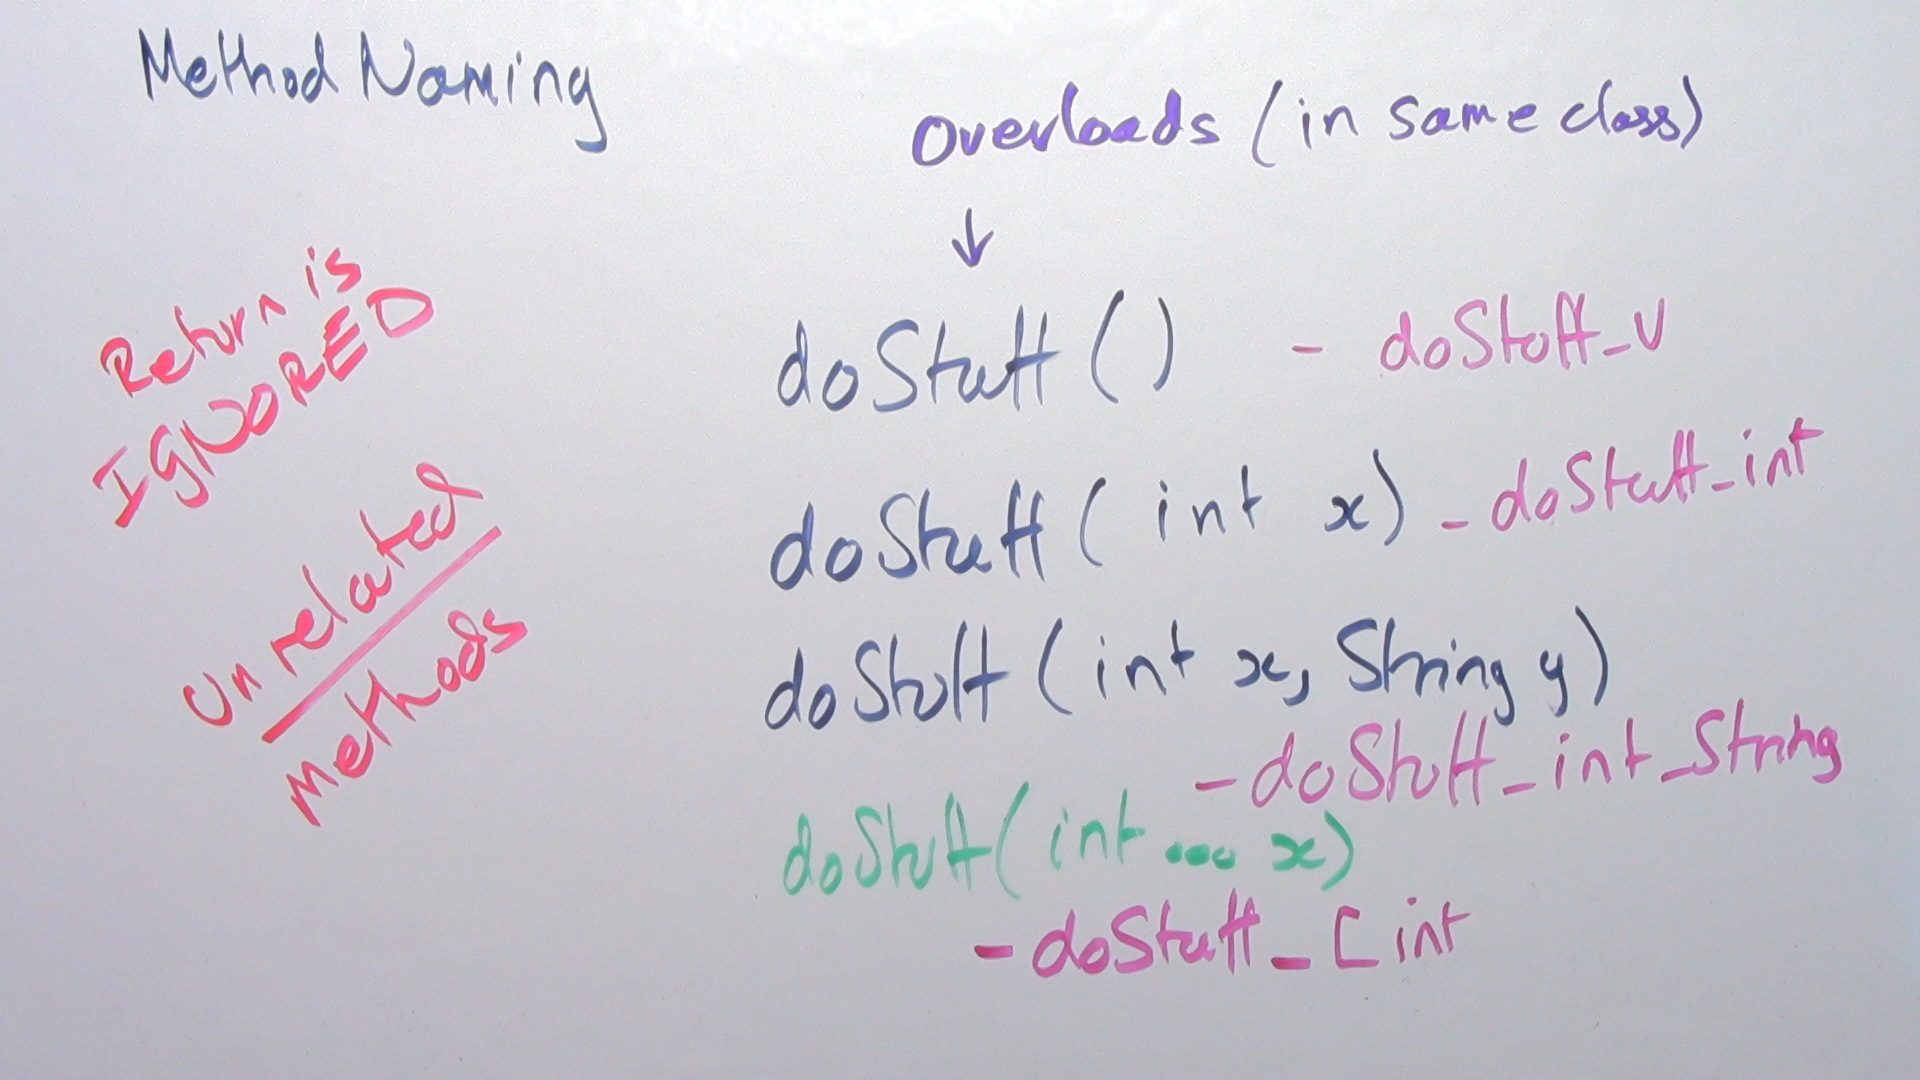 Method Naming
Overloads (in same class)
↓
Return is
IGNORED
Unrelated
Methods
doStuff () - doStuff_v
doStuff ( int x) - doStuff_int
doStuff (int x, String y)
- doStuff_int_String
doStuff (int ... x)
- doStuff_[int